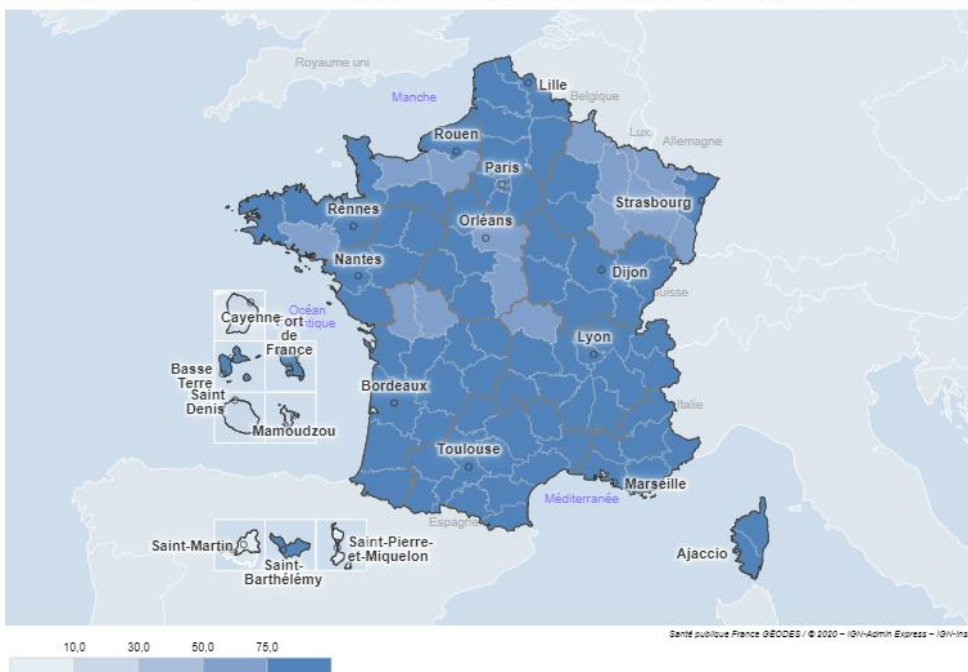 Royaume uni
Manche
Lille
Belgique
Rouen
Lux.
Allemagne
Paris
Strasbourg
Rennes
Orléans
Nantes
Dijon
Suisse
Océan
Cayenne
Fort
de
France
Lyon
Basse
Terre
Bordeaux
Saint
Denis
Italie
Mamoudzou
Toulouse
Marseille
Méditerranée
Espagne
Saint-Martin
Saint-Pierre-
et-Miquelon
Saint-
Barthélémy
Ajaccio
Santé publique France GÉODES / © 2020 – IGN-Admin Express – IGN-Ins
10,0 30,0 50,0 75,0